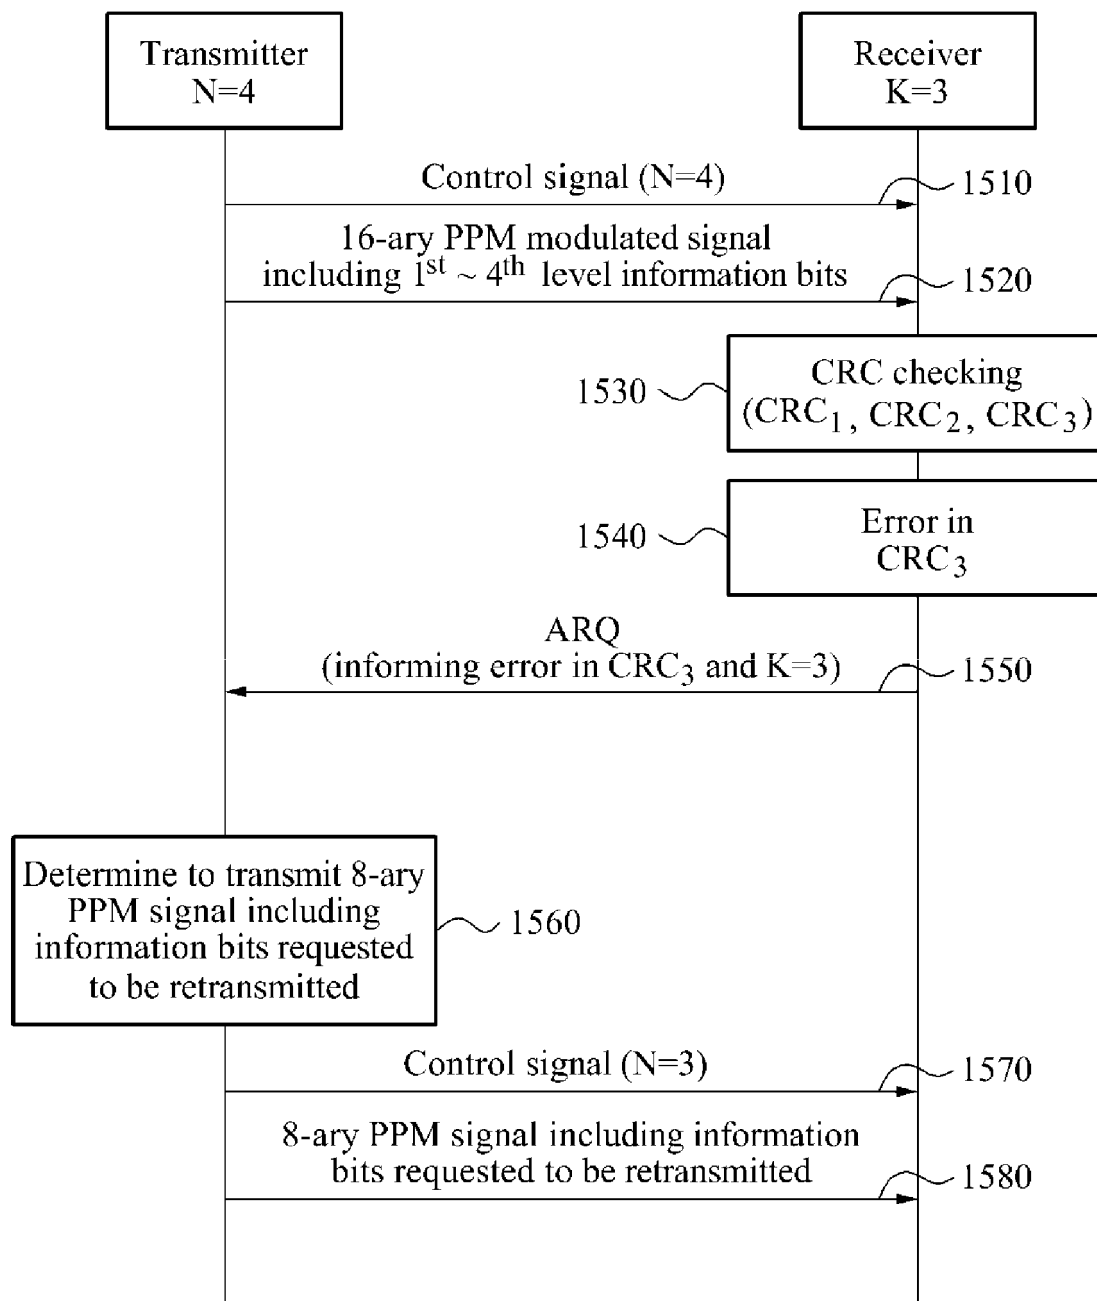 Transmitter
N=4
Receiver
K=3
Control signal (N=4)
1510
16-ary PPM modulated signal
including 1st ~ 4th level information bits
1520
1530
CRC checking
(CRC1, CRC2, CRC3)
1540
Error in
CRC3
ARQ
(informing error in CRC3 and K=3)
1550
Determine to transmit 8-ary
PPM signal including
information bits requested
to be retransmitted
1560
Control signal (N=3)
1570
8-ary PPM signal including information
bits requested to be retransmitted
1580